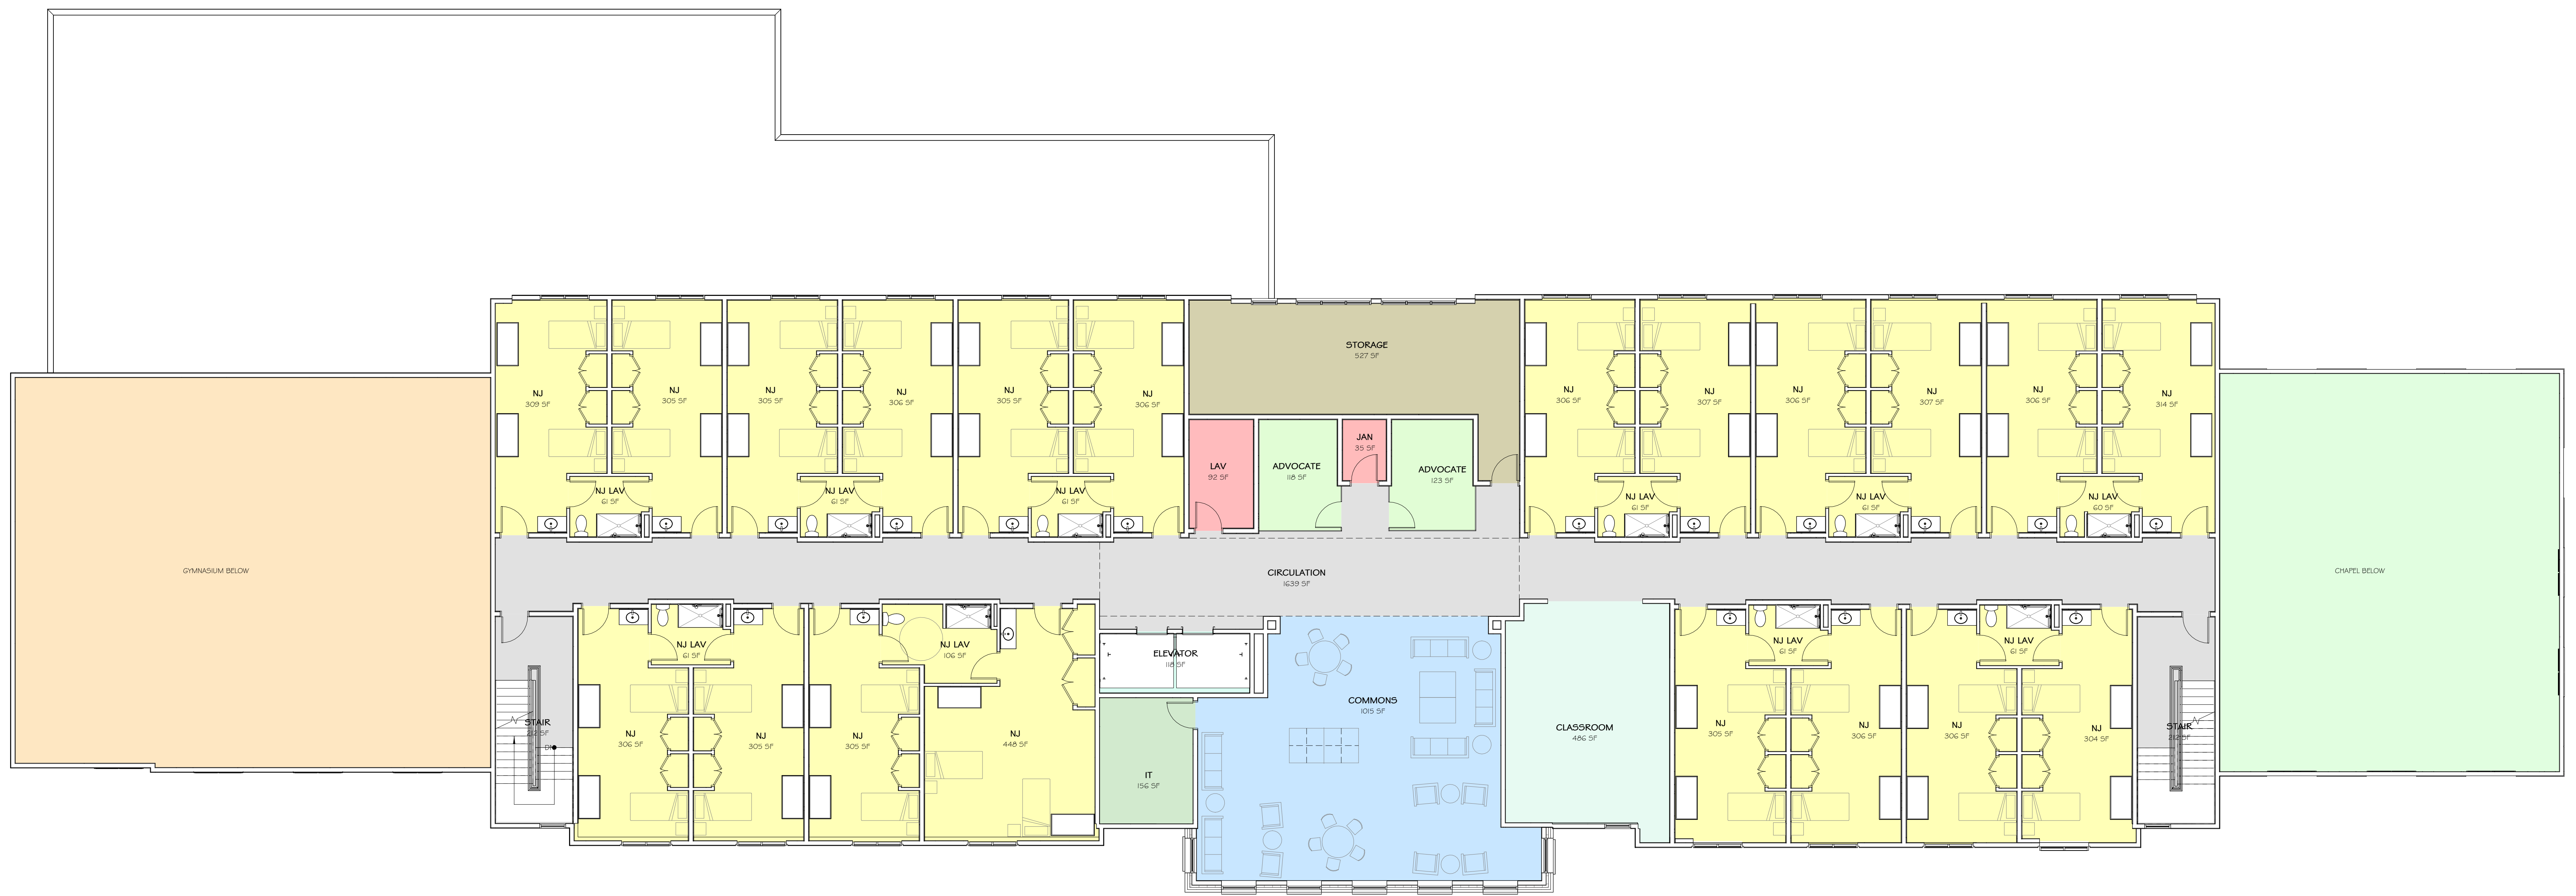 STORAGE
527 SF
NJ
309 SF
NJ
305 SF
NJ
305 SF
NJ
306 SF
NJ
305 SF
NJ
306 SF
NJ
306 SF
NJ
307 SF
NJ
306 SF
NJ
307 SF
NJ
306 SF
NJ
314 SF
LAV
92 SF
ADVOCATE
118 SF
JAN
35 SF
ADVOCATE
123 SF
NJ LAV
61 SF
NJ LAV
61 SF
NJ LAV
61 SF
NJ LAV
61 SF
NJ LAV
61 SF
NJ LAV
60 SF
GYMNASIUM BELOW
CIRCULATION
1639 SF
CHAPEL BELOW
NJ LAV
61 SF
NJ LAV
106 SF
ELEVATOR
118 SF
NJ LAV
61 SF
NJ LAV
61 SF
COMMONS
1015 SF
STAIR
212 SF
DN
NJ
306 SF
NJ
305 SF
NJ
305 SF
NJ
448 SF
IT
156 SF
CLASSROOM
486 SF
NJ
305 SF
NJ
306 SF
NJ
306 SF
NJ
304 SF
STAIR
212 SF